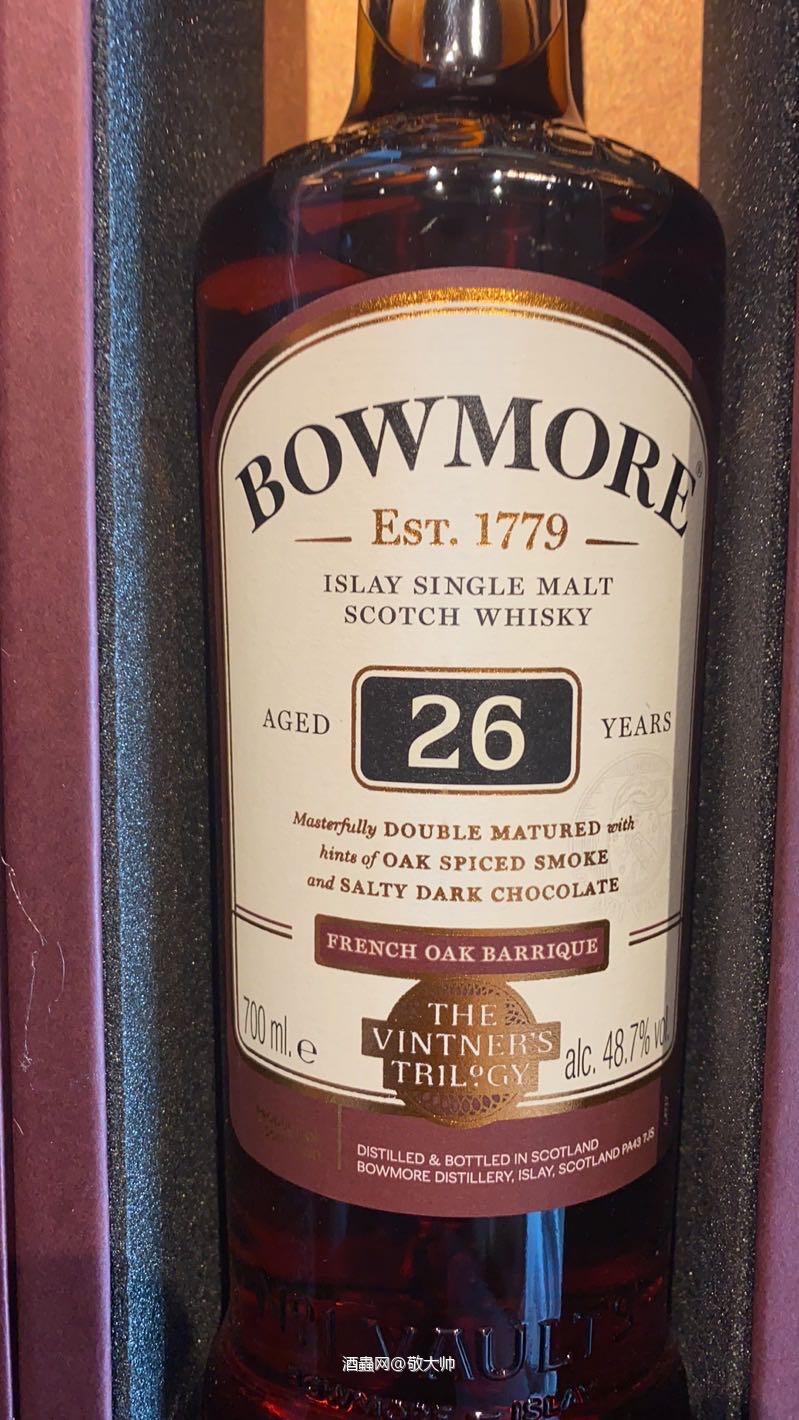 BOWMORE®
EST. 1779
ISLAY SINGLE MALT
SCOTCH WHISKY
AGED 26 YEARS
Masterfully DOUBLE MATURED with
hints of OAK SPICED SMOKE
and SALTY DARK CHOCOLATE
FRENCH OAK BARRIQUE
700 ml. e
THE
VINTNER'S
TRILOGY
alc. 48.7% vol.
DISTILLED & BOTTLED IN SCOTLAND
BOWMORE DISTILLERY, ISLAY, SCOTLAND PA43 7JS
VAULTS
ISLAY
酒蟲网@敬大帅